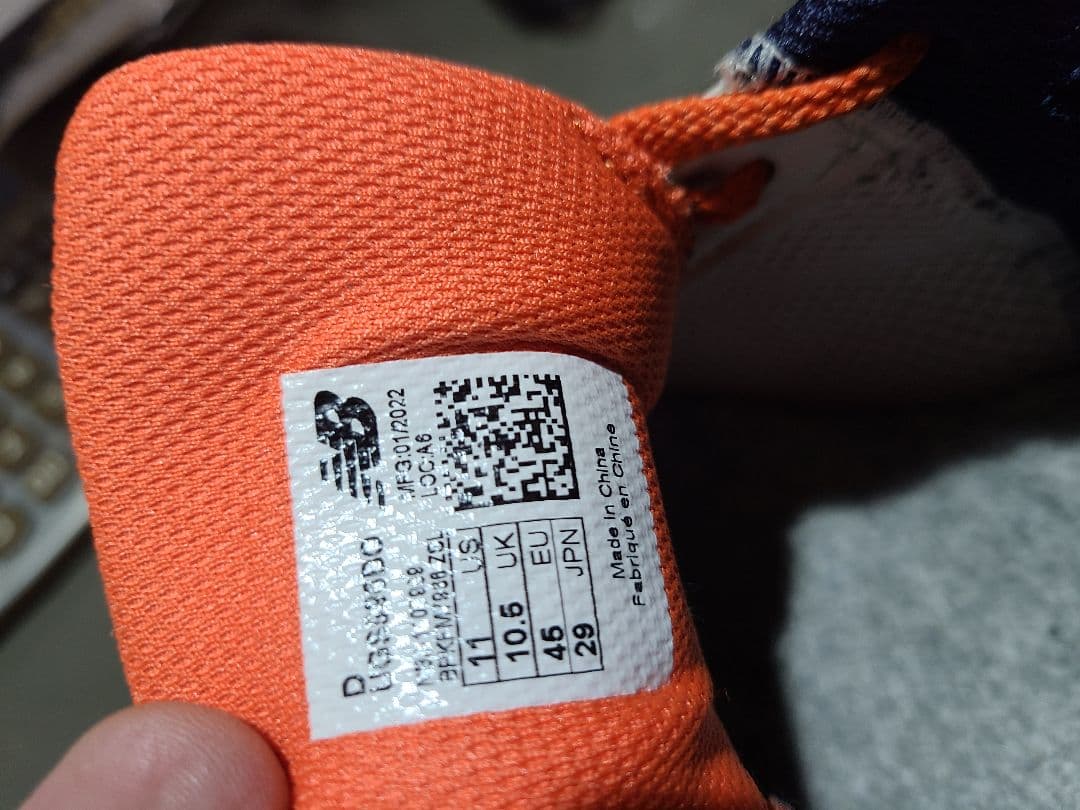 NB
MFG:01/2022
LOC:A6
D
US 11
UK 10.5
EU 45
JPN 29
Made in China
Fabriqué en Chine